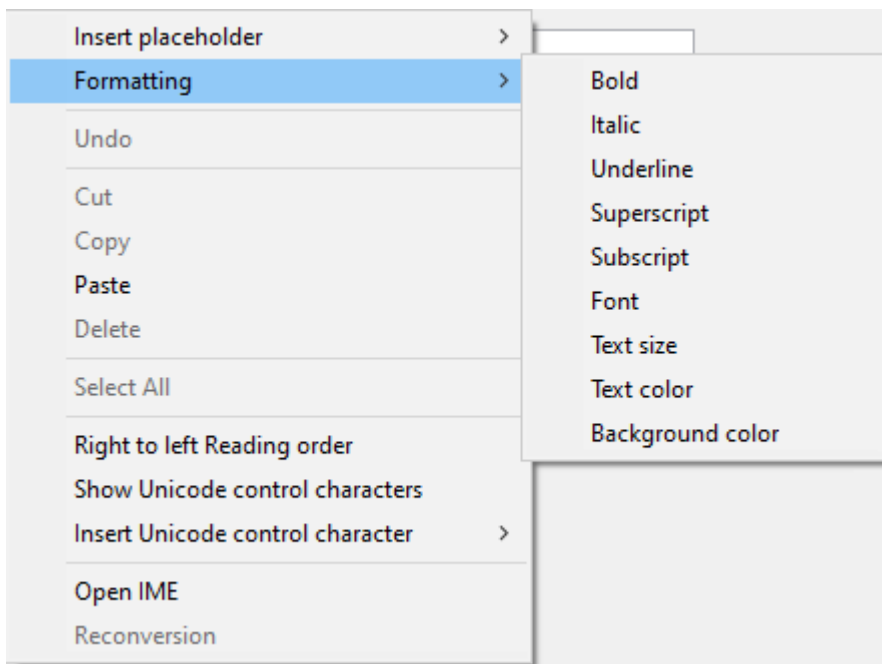 Insert placeholder
Formatting
Undo
Cut
Copy
Paste
Delete
Select All
Right to left Reading order
Show Unicode control characters
Insert Unicode control character
Open IME
Reconversion
Bold
Italic
Underline
Superscript
Subscript
Font
Text size
Text color
Background color